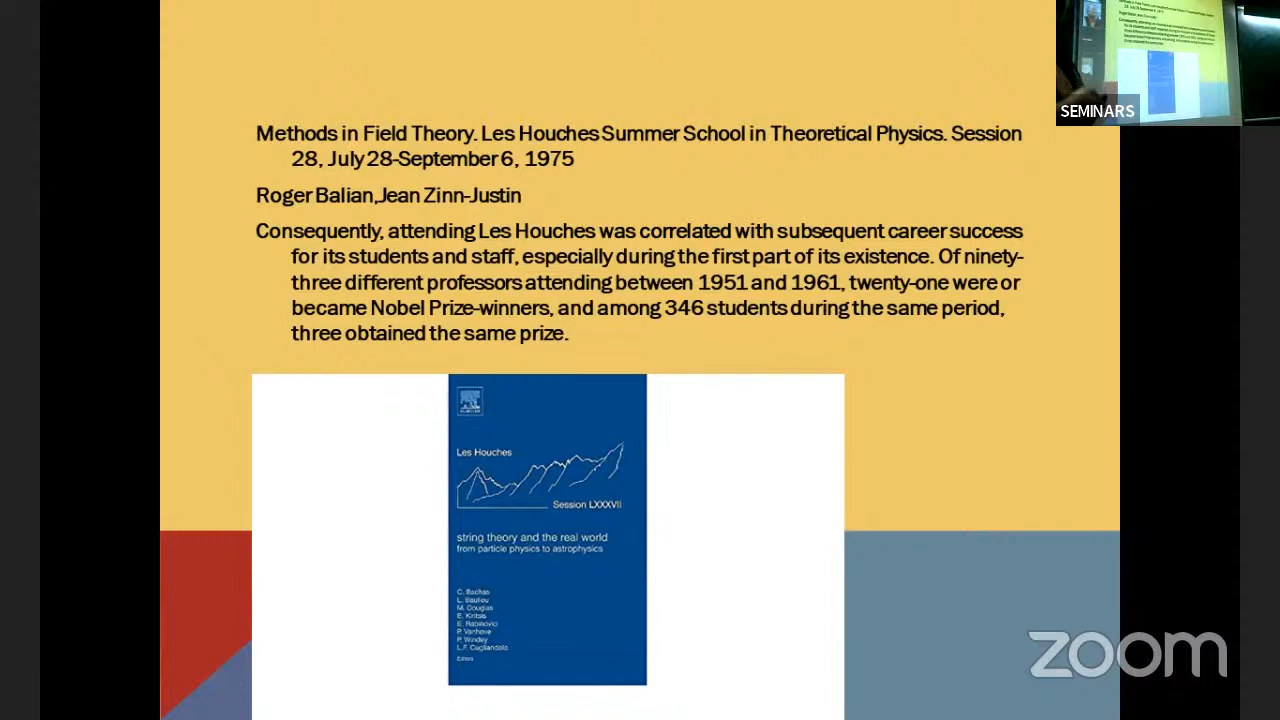 Methods in Field Theory. Les Houches Summer School in Theoretical Physics. Session
28, July 28-September 6, 1975
Roger Balian,Jean Zinn-Justin
Consequently, attending Les Houches was correlated with subsequent career success
for its students and staff, especially during the first part of its existence. Of ninety-
three different professors attending between 1951 and 1961, twenty-one were or
became Nobel Prize-winners, and among 346 students during the same period,
three obtained the same prize.
Les Houches
Session LXXXVII
string theory and the real world
from particle physics to astrophysics
C. Bachas
L. Baulieu
M. Douglas
E. Kiritsis
E. Rabinovici
P. Vanhove
P. Windey
L.F. Cugliandolo
Editors
SEMINARS
zoom